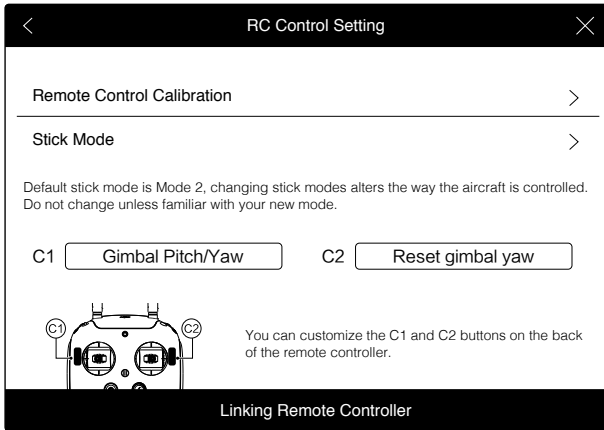 RC Control Setting
Remote Control Calibration
Stick Mode
Default stick mode is Mode 2, changing stick modes alters the way the aircraft is controlled.
Do not change unless familiar with your new mode.
C1 Gimbal Pitch/Yaw C2 Reset gimbal yaw
C1 C2
You can customize the C1 and C2 buttons on the back
of the remote controller.
Linking Remote Controller